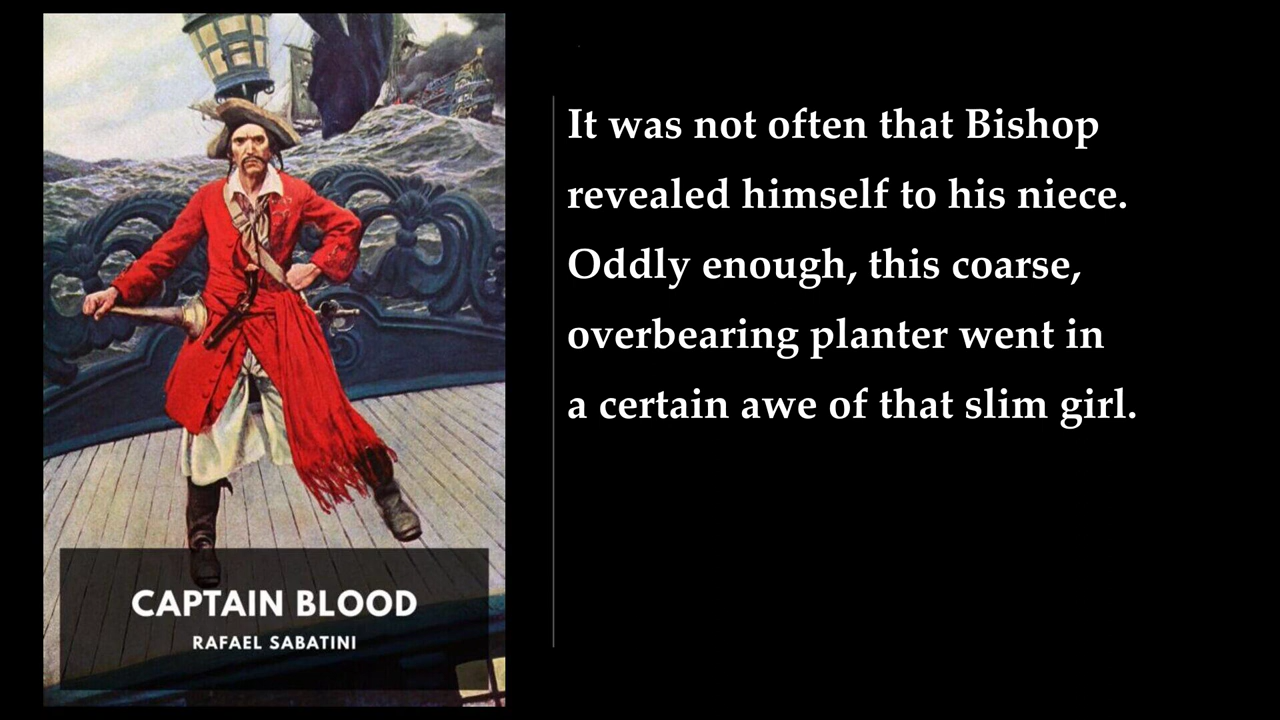 CAPTAIN BLOOD
RAFAEL SABATINI
It was not often that Bishop
revealed himself to his niece.
Oddly enough, this coarse,
overbearing planter went in
a certain awe of that slim girl.